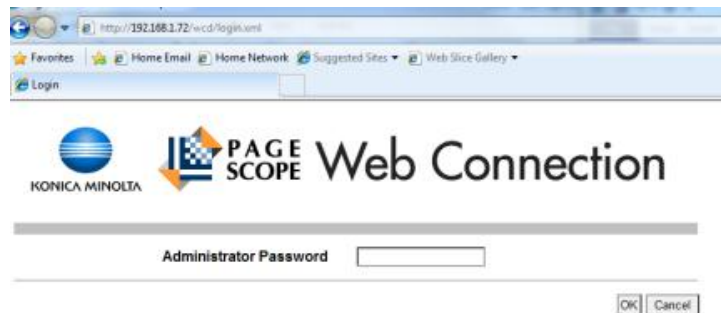 http://192.168.1.72/wcd/login.xml
Favorites Home Email Home Network Suggested Sites Web Slice Gallery
Login
KONICA MINOLTA
PAGE SCOPE Web Connection
Administrator Password
OK Cancel